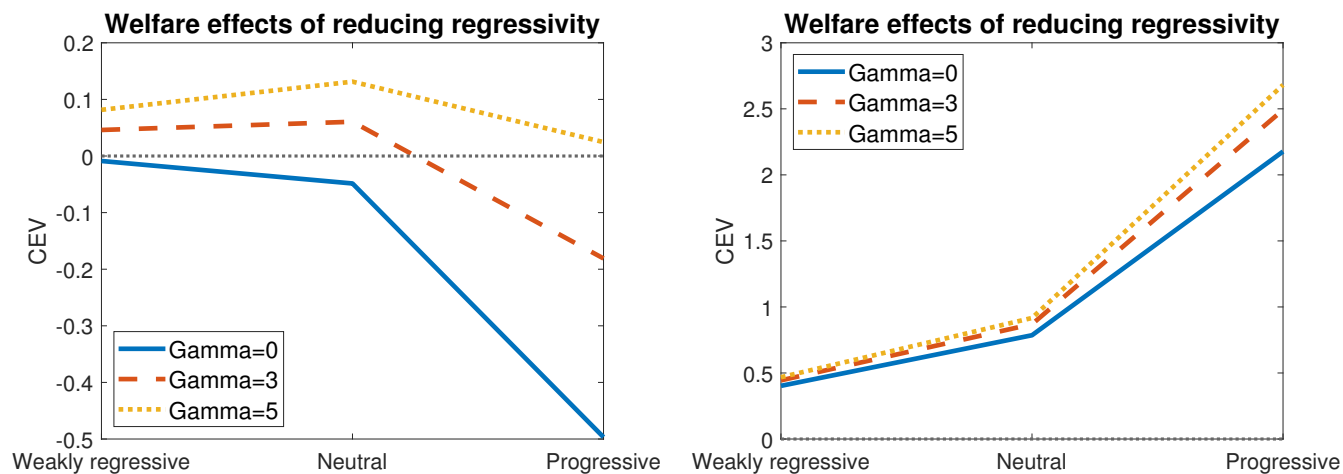 Welfare effects of reducing regressivity
0.2
0.1
0
-0.1
-0.2
-0.3
-0.4
-0.5
CEV
Gamma=0
Gamma=3
Gamma=5
Weakly regressive
Neutral
Progressive
Welfare effects of reducing regressivity
3
2.5
2
1.5
1
0.5
0
CEV
Gamma=0
Gamma=3
Gamma=5
Weakly regressive
Neutral
Progressive